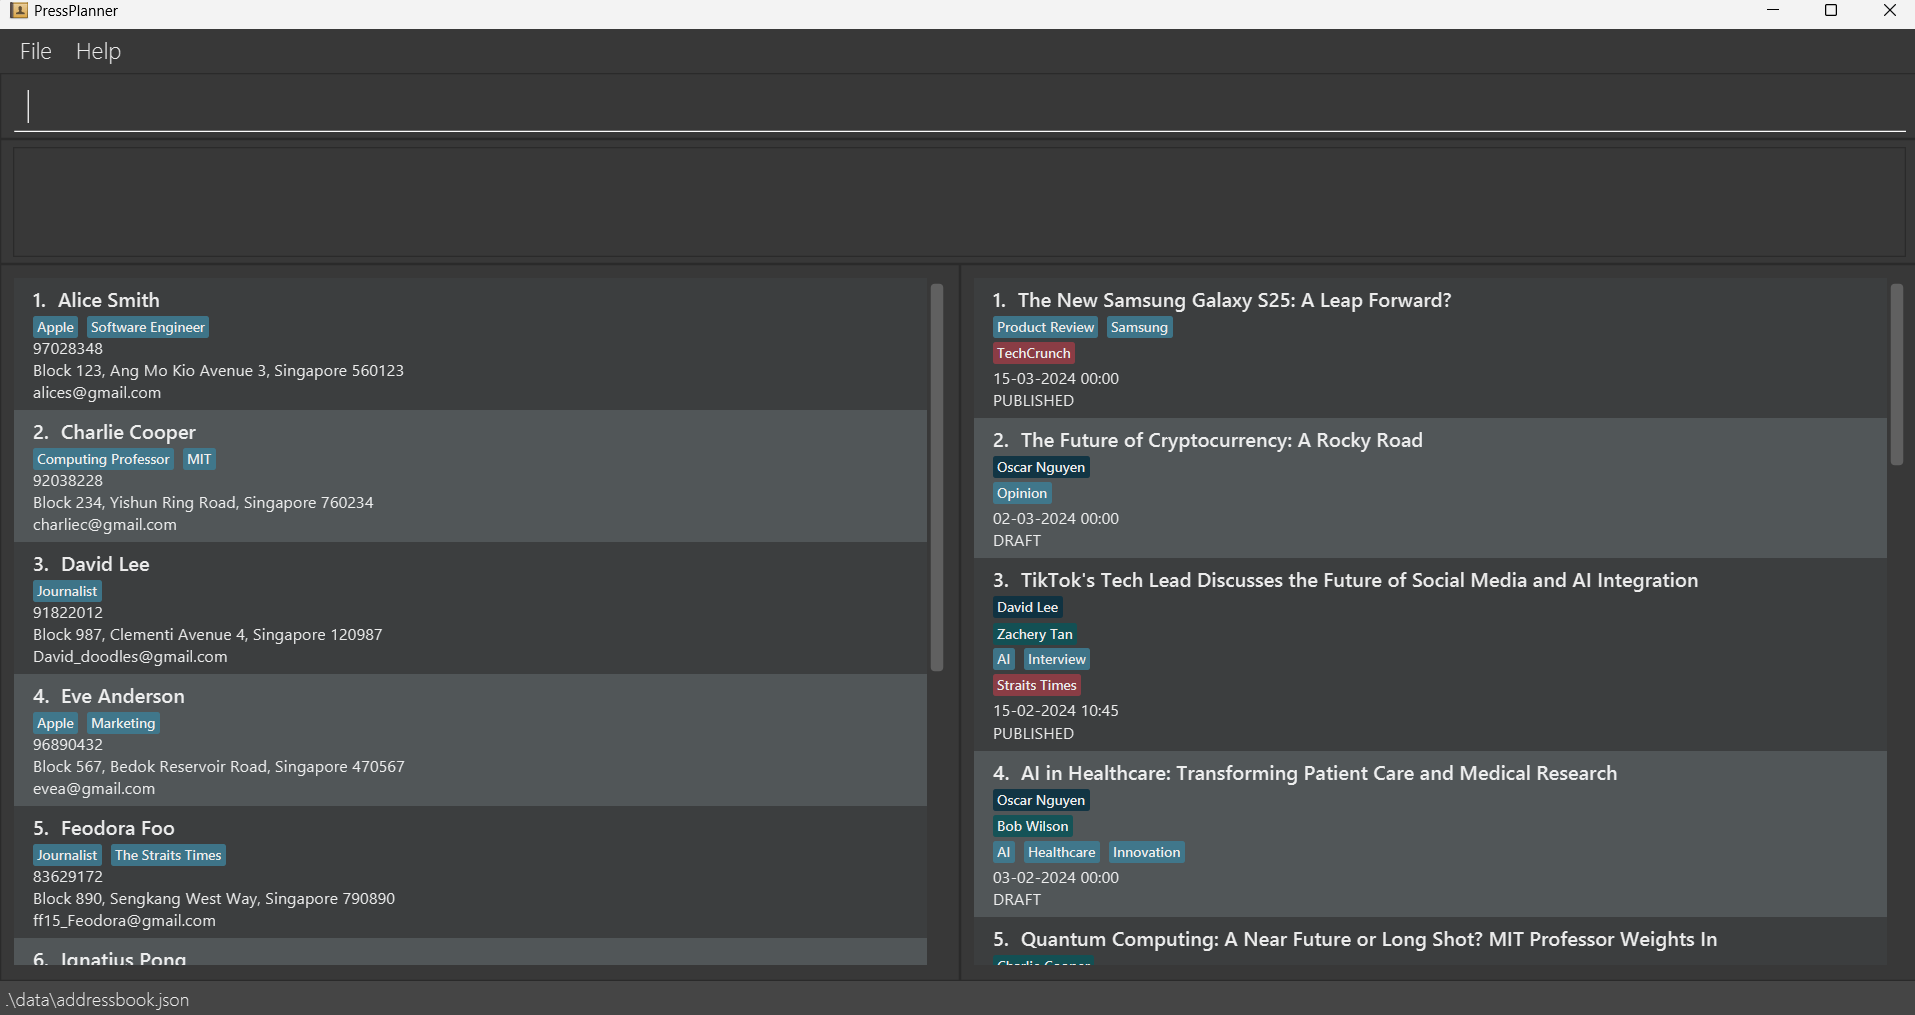 PressPlanner
File Help
1. Alice Smith
Apple Software Engineer
97028348
Block 123, Ang Mo Kio Avenue 3, Singapore 560123
alices@gmail.com
2. Charlie Cooper
Computing Professor MIT
92038228
Block 234, Yishun Ring Road, Singapore 760234
charliec@gmail.com
3. David Lee
Journalist
91822012
Block 987, Clementi Avenue 4, Singapore 120987
David_doodles@gmail.com
4. Eve Anderson
Apple Marketing
96890432
Block 567, Bedok Reservoir Road, Singapore 470567
evea@gmail.com
5. Feodora Foo
Journalist The Straits Times
83629172
Block 890, Sengkang West Way, Singapore 790890
ff15_Feodora@gmail.com
6. Ignatius Pong
1. The New Samsung Galaxy S25: A Leap Forward?
Product Review Samsung
TechCrunch
15-03-2024 00:00
PUBLISHED
2. The Future of Cryptocurrency: A Rocky Road
Oscar Nguyen
Opinion
02-03-2024 00:00
DRAFT
3. TikTok's Tech Lead Discusses the Future of Social Media and AI Integration
David Lee
Zachery Tan
AI Interview
Straits Times
15-02-2024 10:45
PUBLISHED
4. AI in Healthcare: Transforming Patient Care and Medical Research
Oscar Nguyen
Bob Wilson
AI Healthcare Innovation
03-02-2024 00:00
DRAFT
5. Quantum Computing: A Near Future or Long Shot? MIT Professor Weights In
Charlie Cooper
.\data\addressbook.json